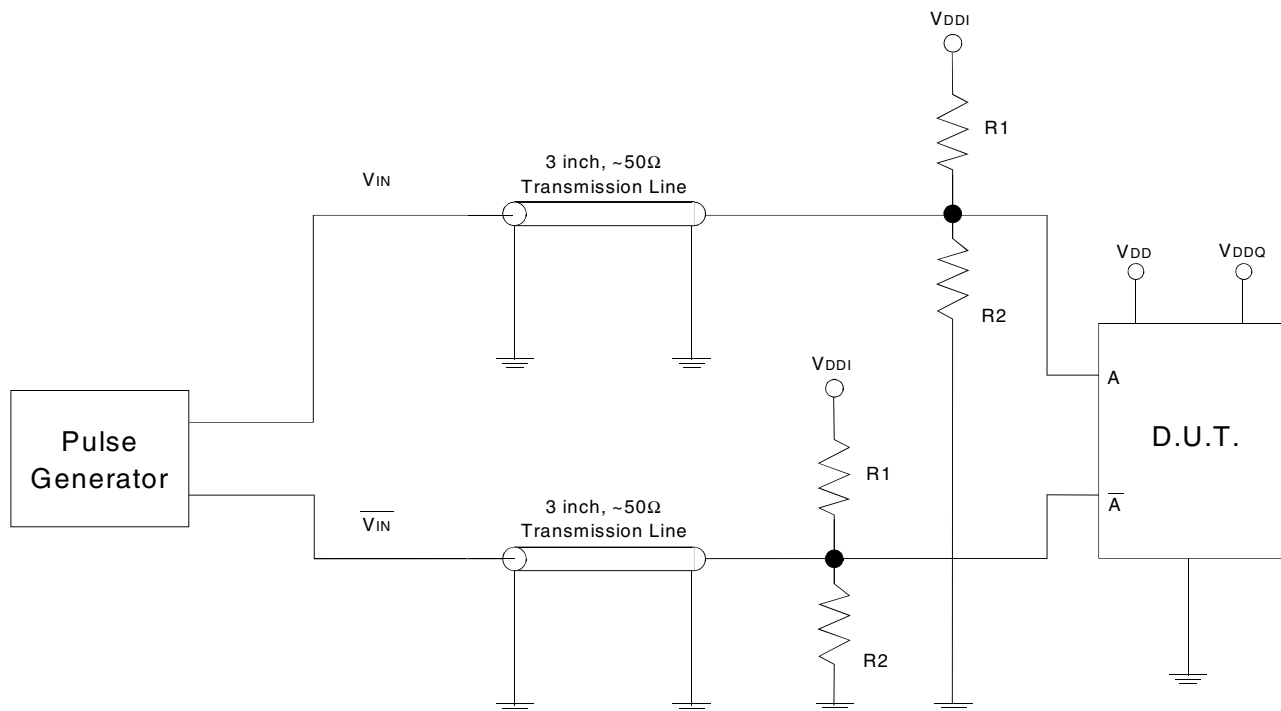 VDDI
R1
3 inch, ~50Ω
Transmission Line
VIN
R2
VDD
VDDQ
VDDI
A
D.U.T.
Pulse
Generator
R1
A̅
3 inch, ~50Ω
Transmission Line
V̅I̅N̅
R2